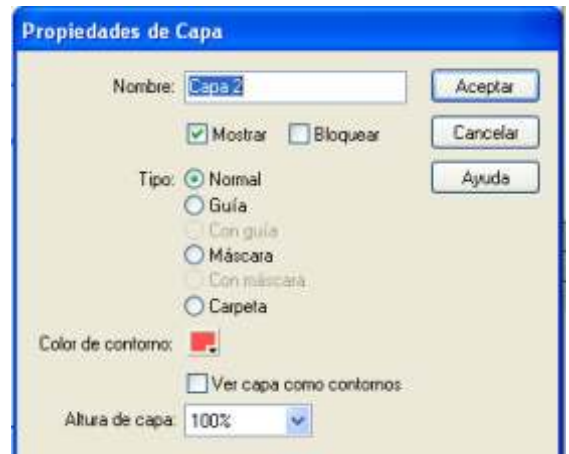 Propiedades de Capa
Nombre: Capa 2 Aceptar
Mostrar Bloquear Cancelar
Tipo: Normal Ayuda
Guía
Con guía
Máscara
Con máscara
Carpeta
Color de contorno:
Ver capa como contornos
Altura de capa: 100%